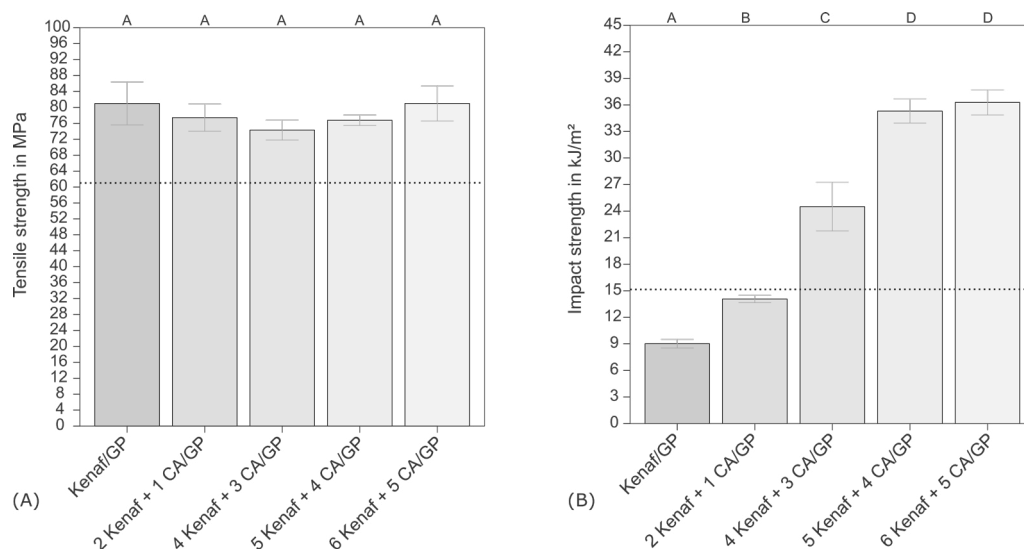 A A A A A
100
96
92
88
84
80
76
72
68
64
60
56
52
48
44
40
36
32
28
24
20
16
12
8
4
0
Tensile strength in MPa
Kenaf/GP
2 Kenaf + 1 CA/GP
4 Kenaf + 3 CA/GP
5 Kenaf + 4 CA/GP
6 Kenaf + 5 CA/GP
(A)
A B C D D
45
42
39
36
33
30
27
24
21
18
15
12
9
6
3
0
Impact strength in kJ/m²
Kenaf/GP
2 Kenaf + 1 CA/GP
4 Kenaf + 3 CA/GP
5 Kenaf + 4 CA/GP
6 Kenaf + 5 CA/GP
(B)